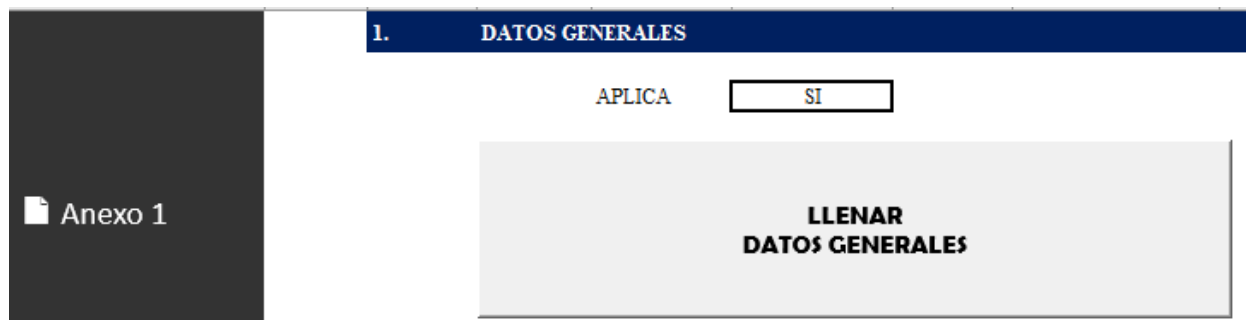 1. DATOS GENERALES
APLICA SI
Anexo 1
LLENAR
DATOS GENERALES